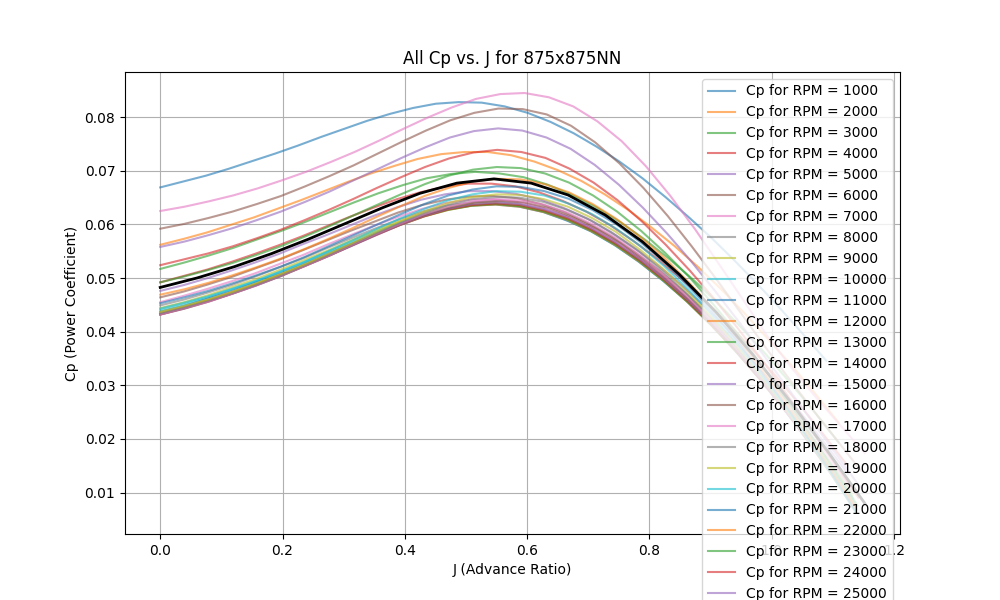 All Cp vs. J for 875x875NN
Cp (Power Coefficient)
0.08
0.07
0.06
0.05
0.04
0.03
0.02
0.01
0.0
0.2
0.4
0.6
0.8
1.2
J (Advance Ratio)
Cp for RPM = 1000
Cp for RPM = 2000
Cp for RPM = 3000
Cp for RPM = 4000
Cp for RPM = 5000
Cp for RPM = 6000
Cp for RPM = 7000
Cp for RPM = 8000
Cp for RPM = 9000
Cp for RPM = 10000
Cp for RPM = 11000
Cp for RPM = 12000
Cp for RPM = 13000
Cp for RPM = 14000
Cp for RPM = 15000
Cp for RPM = 16000
Cp for RPM = 17000
Cp for RPM = 18000
Cp for RPM = 19000
Cp for RPM = 20000
Cp for RPM = 21000
Cp for RPM = 22000
Cp for RPM = 23000
Cp for RPM = 24000
Cp for RPM = 25000